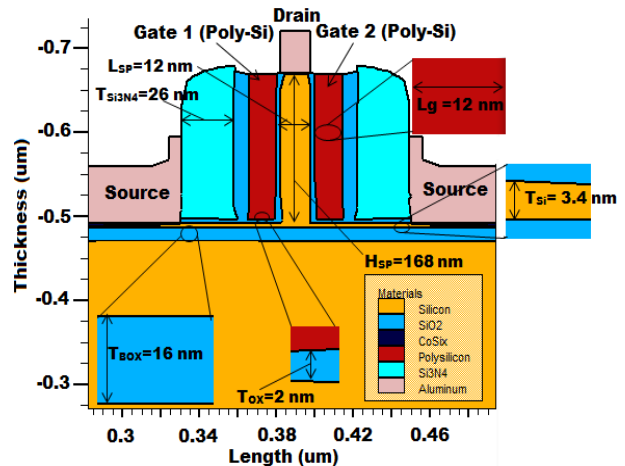 Drain
Gate 1 (Poly-Si)
Gate 2 (Poly-Si)
-0.7
LSP=12 nm
TSi3N4=26 nm
Lg=12 nm
-0.6
Thickness (um)
Source
Source
TSi= 3.4 nm
-0.5
HSP=168 nm
-0.4
Materials
Silicon
SiO2
CoSix
Polysilicon
Si3N4
Aluminum
TBOX=16 nm
TOX=2 nm
-0.3
0.3 0.34 0.38 0.42 0.46
Length (um)